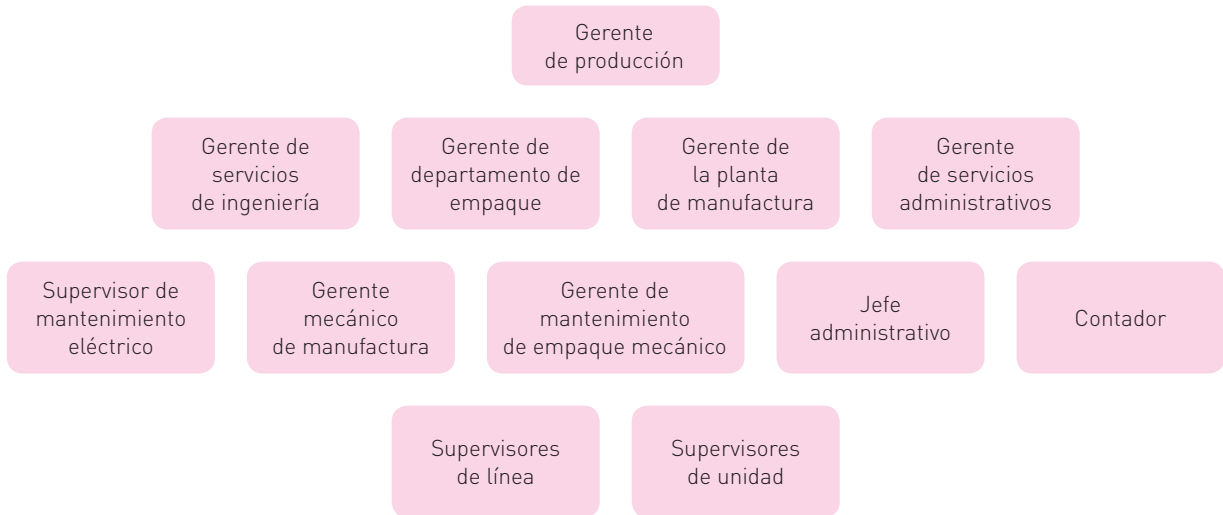 Gerente
de producción
Gerente de
servicios
de ingeniería
Gerente de
departamento de
empaque
Gerente de
la planta
de manufactura
Gerente
de servicios
administrativos
Supervisor de
mantenimiento
eléctrico
Gerente
mecánico
de manufactura
Gerente de
mantenimiento
de empaque mecánico
Jefe
administrativo
Contador
Supervisores
de línea
Supervisores
de unidad